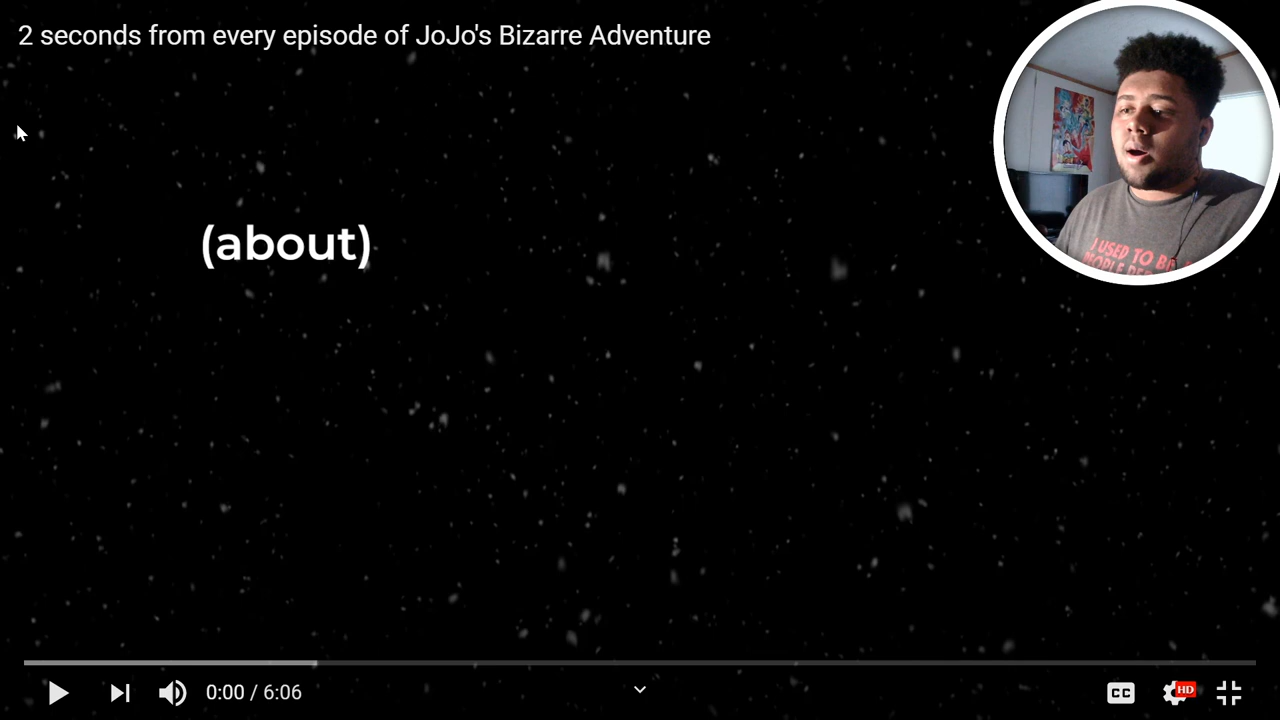 2 seconds from every episode of JoJo's Bizarre Adventure
(about)
I USED TO BE
PEOPLE
0:00 / 6:06
CC
HD